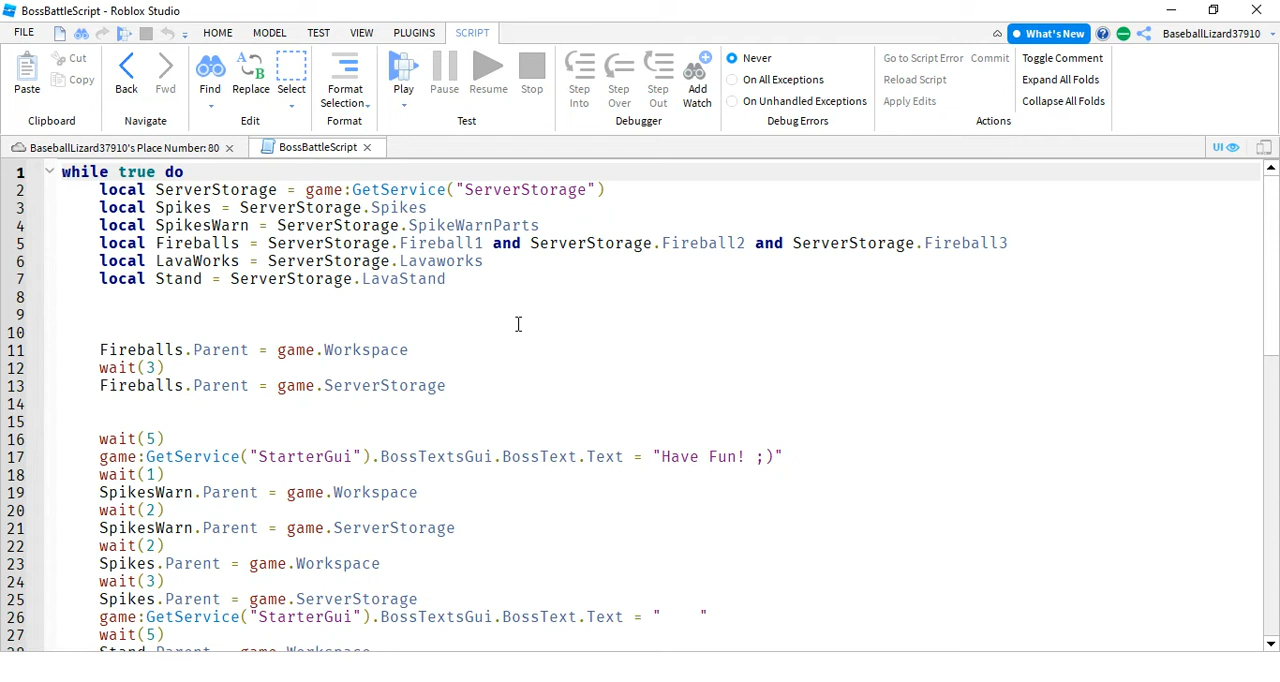 BossBattleScript - Roblox Studio
FILE HOME MODEL TEST VIEW PLUGINS SCRIPT What's New BaseballLizard37910
Paste Cut Copy Back Fwd Find Replace Select Format Selection Play Pause Resume Stop Step Into Step Over Step Out Add Watch
Never
On All Exceptions
On Unhandled Exceptions
Go to Script Error Commit
Reload Script
Apply Edits
Toggle Comment
Expand All Folds
Collapse All Folds
Clipboard Navigate Edit Format Test Debugger Debug Errors Actions
BaseballLizard37910's Place Number: 80 BossBattleScript UI
1 while true do
2 local ServerStorage = game:GetService("ServerStorage")
3 local Spikes = ServerStorage.Spikes
4 local SpikesWarn = ServerStorage.SpikeWarnParts
5 local Fireballs = ServerStorage.Fireball1 and ServerStorage.Fireball2 and ServerStorage.Fireball3
6 local LavaWorks = ServerStorage.Lavaworks
7 local Stand = ServerStorage.LavaStand
8
9
10
11 Fireballs.Parent = game.Workspace
12 wait(3)
13 Fireballs.Parent = game.ServerStorage
14
15
16 wait(5)
17 game:GetService("StarterGui").BossTextsGui.BossText.Text = "Have Fun! ;)"
18 wait(1)
19 SpikesWarn.Parent = game.Workspace
20 wait(2)
21 SpikesWarn.Parent = game.ServerStorage
22 wait(2)
23 Spikes.Parent = game.Workspace
24 wait(3)
25 Spikes.Parent = game.ServerStorage
26 game:GetService("StarterGui").BossTextsGui.BossText.Text = "    "
27 wait(5)
28 Stand.Parent = game.Workspace